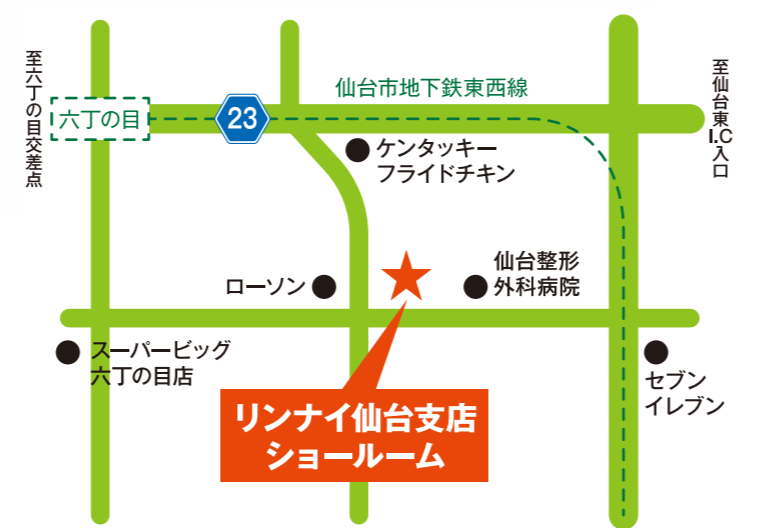 至六丁の目交差点
六丁の目
23
仙台市地下鉄東西線
至仙台東I.C入口
ケンタッキー
フライドチキン
ローソン
仙台整形
外科病院
スーパービッグ
六丁の目店
セブン
イレブン
リンナイ仙台支店
ショールーム